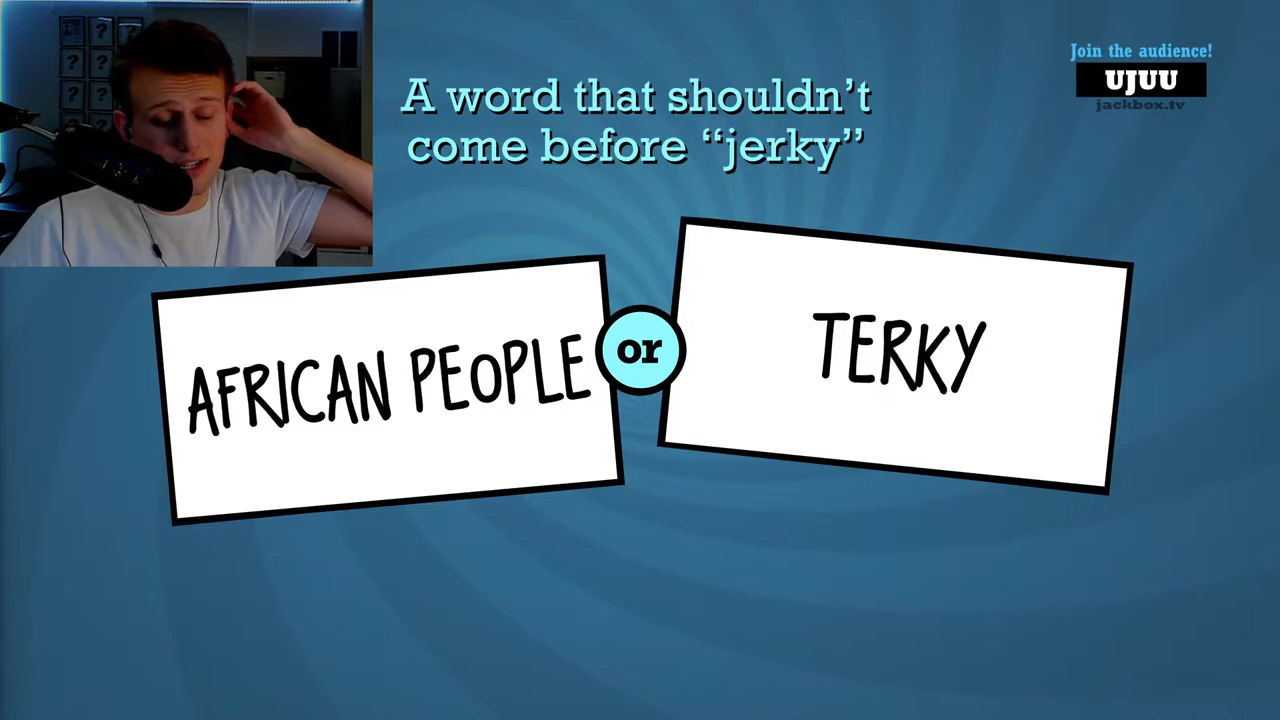 Join the audience!
UJUU
jackbox.tv
A word that shouldn't
come before “jerky”
AFRICAN PEOPLE
or
TERKY
? ?
? ?
?